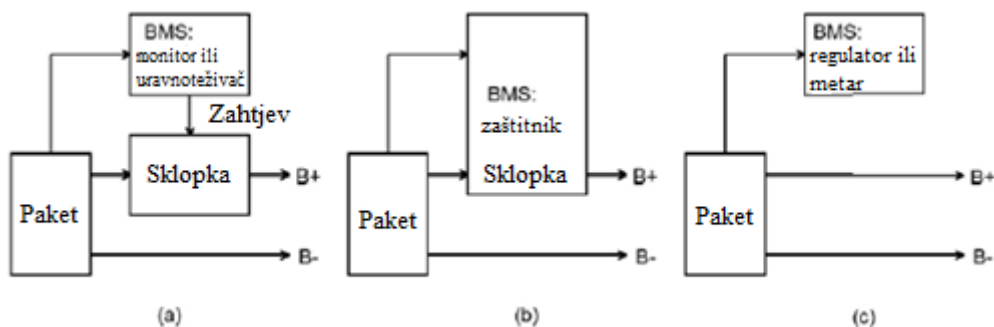 BMS:
monitor ili
uravnoteživač
Zahtjev
Sklopka
Paket
B+
B-
(a)
BMS:
zaštitnik
Sklopka
Paket
B+
B-
(b)
BMS:
regulator ili
metar
Paket
B+
B-
(c)